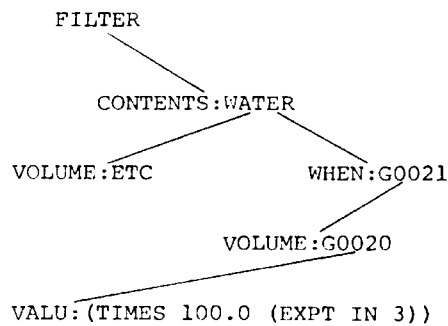 FILTER
CONTENTS:WATER
VOLUME:ETC WHEN:G0021
VOLUME:G0020
VALU:(TIMES 100.0 (EXPT IN 3))